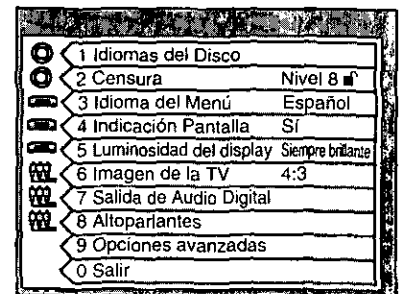 1 Idiomas del Disco
2 Censura Nivel 8
3 Idioma del Menú Español
4 Indicación Pantalla Sí
5 Luminosidad del display Siempre brillante
6 Imagen de la TV 4:3
7 Salida de Audio Digital
8 Altoparlantes
9 Opciones avanzadas
0 Salir